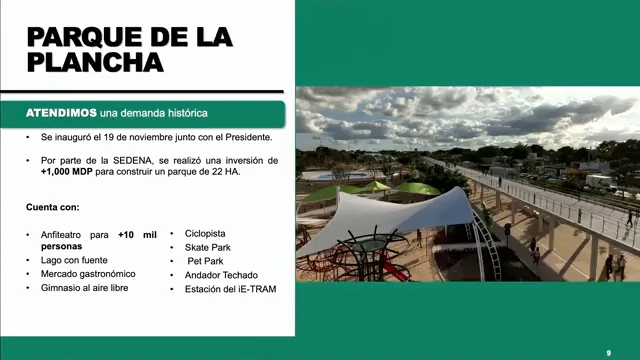 PARQUE DE LA
PLANCHA
ATENDIMOS una demanda histórica
• Se inauguró el 19 de noviembre junto con el Presidente.
• Por parte de la SEDENA, se realizó una inversión de
+1,000 MDP para construir un parque de 22 HA.
Cuenta con:
• Anfiteatro para +10 mil
personas
• Lago con fuente
• Mercado gastronómico
• Gimnasio al aire libre
• Ciclopista
• Skate Park
• Pet Park
• Andador Techado
• Estación del iE-TRAM
9